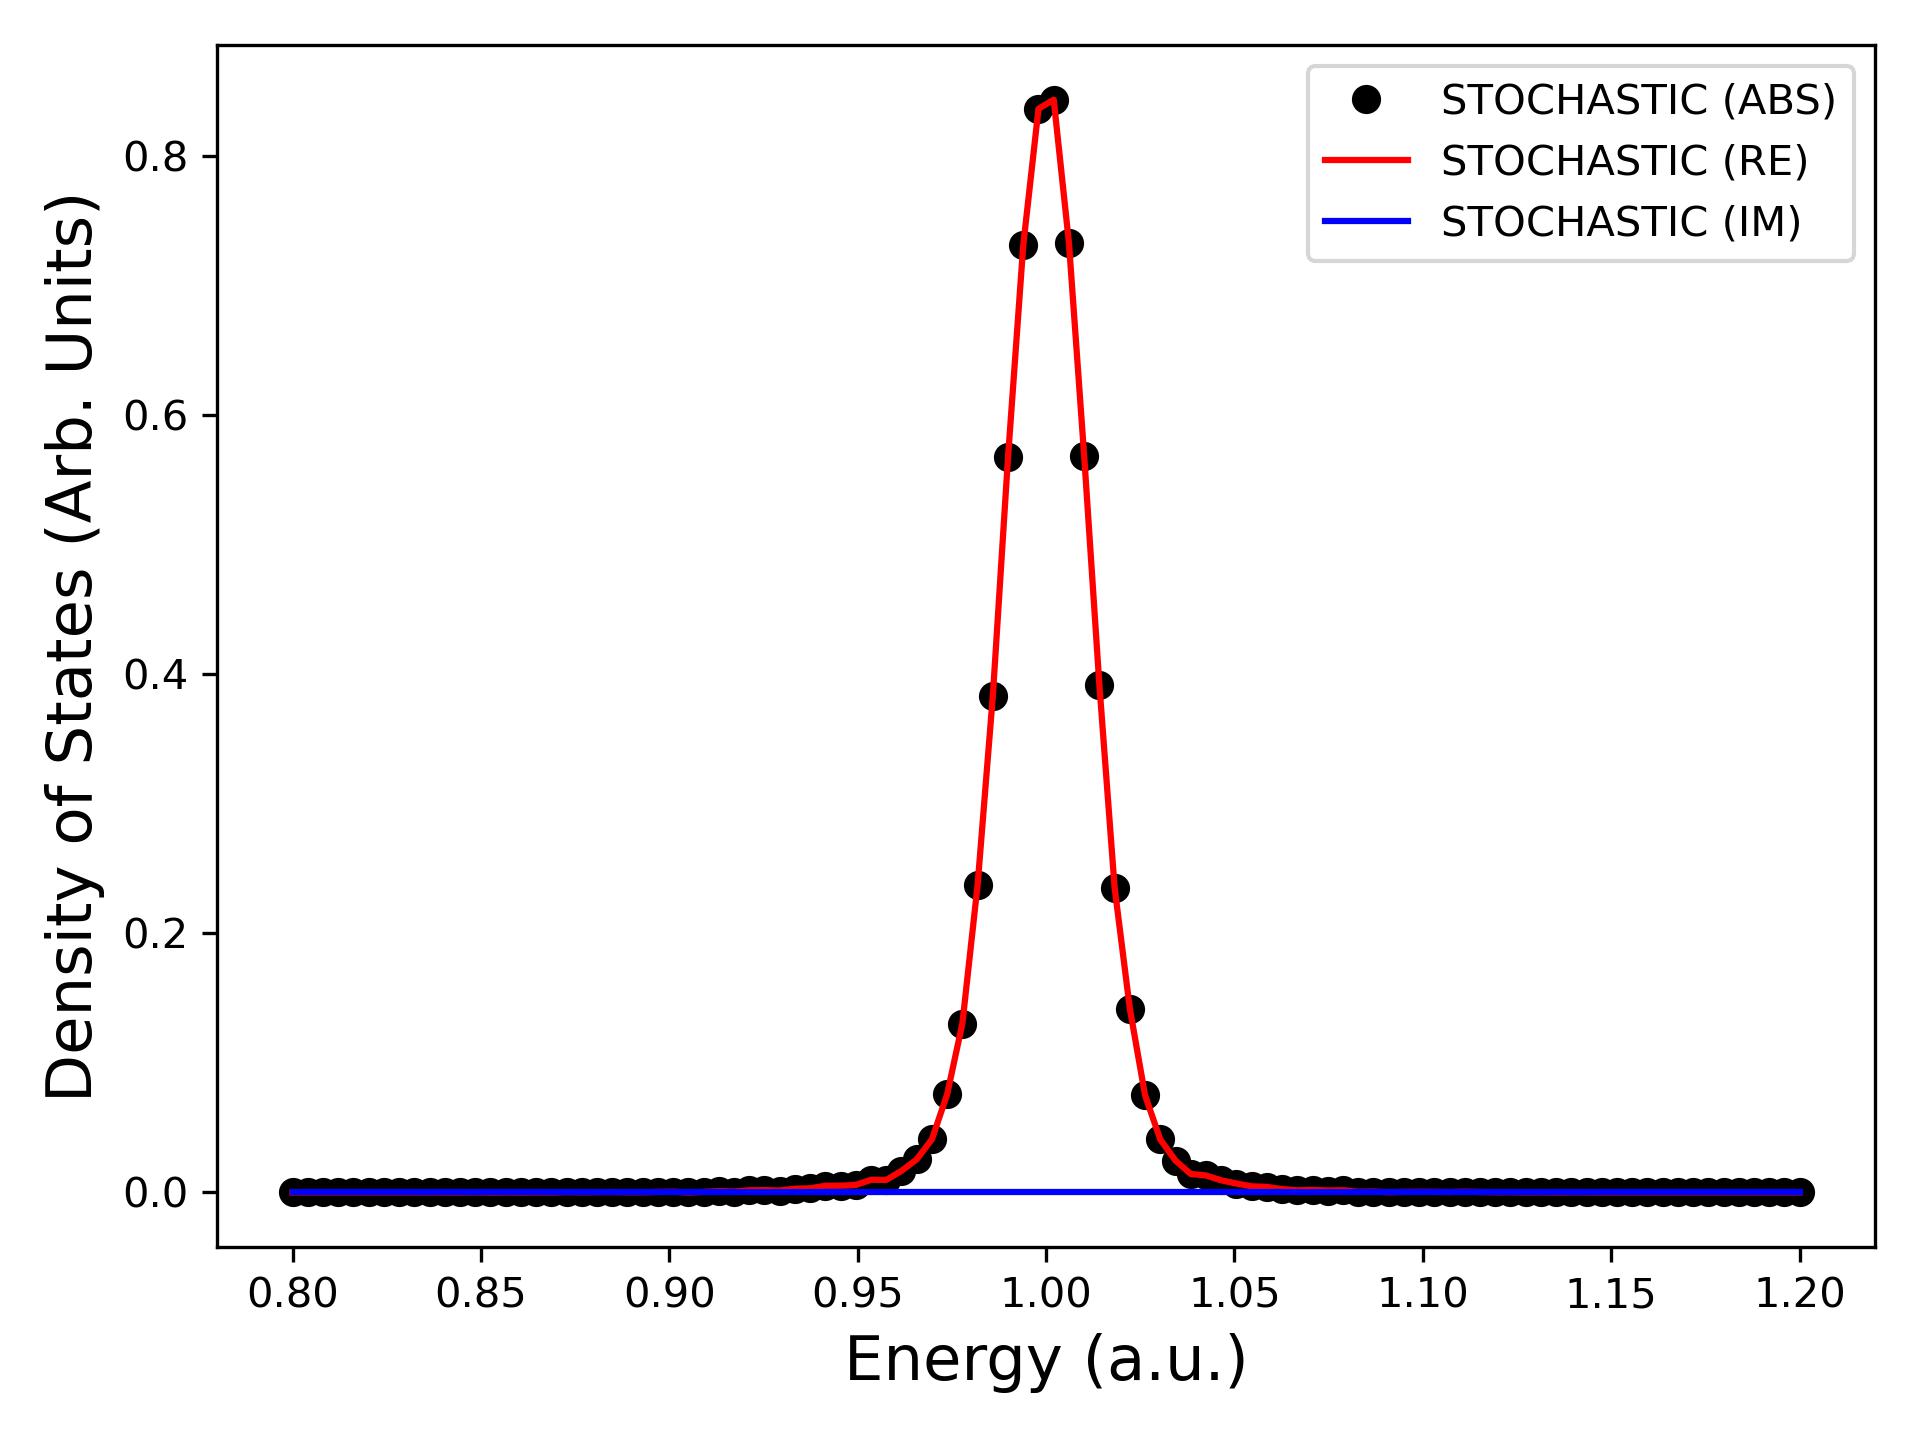 STOCHASTIC (ABS)
STOCHASTIC (RE)
STOCHASTIC (IM)
Density of States (Arb. Units)
0.8
0.6
0.4
0.2
0.0
0.80 0.85 0.90 0.95 1.00 1.05 1.10 1.15 1.20
Energy (a.u.)